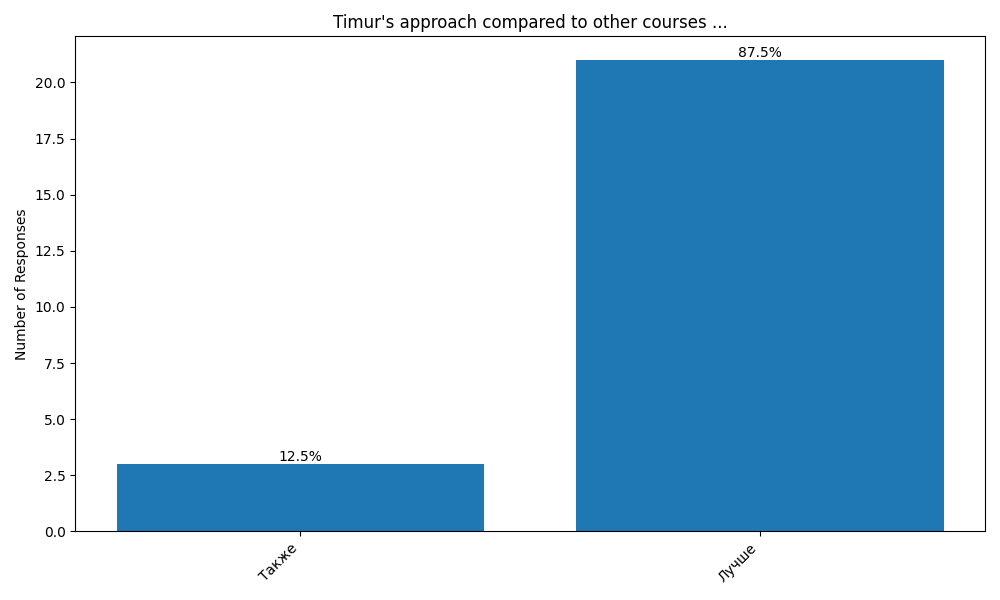 Timur's approach compared to other courses ...
87.5%
20.0
17.5
15.0
12.5
10.0
7.5
5.0
2.5
0.0
Number of Responses
12.5%
Также
Лучше